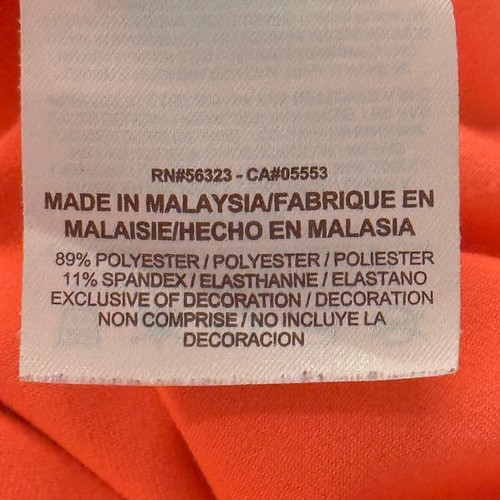 RN#56323 - CA#05553
MADE IN MALAYSIA/FABRIQUE EN
MALAISIE/HECHO EN MALASIA
89% POLYESTER / POLYESTER / POLIESTER
11% SPANDEX / ELASTHANNE / ELASTANO
EXCLUSIVE OF DECORATION / DECORATION
NON COMPRISE / NO INCLUYE LA
DECORACION